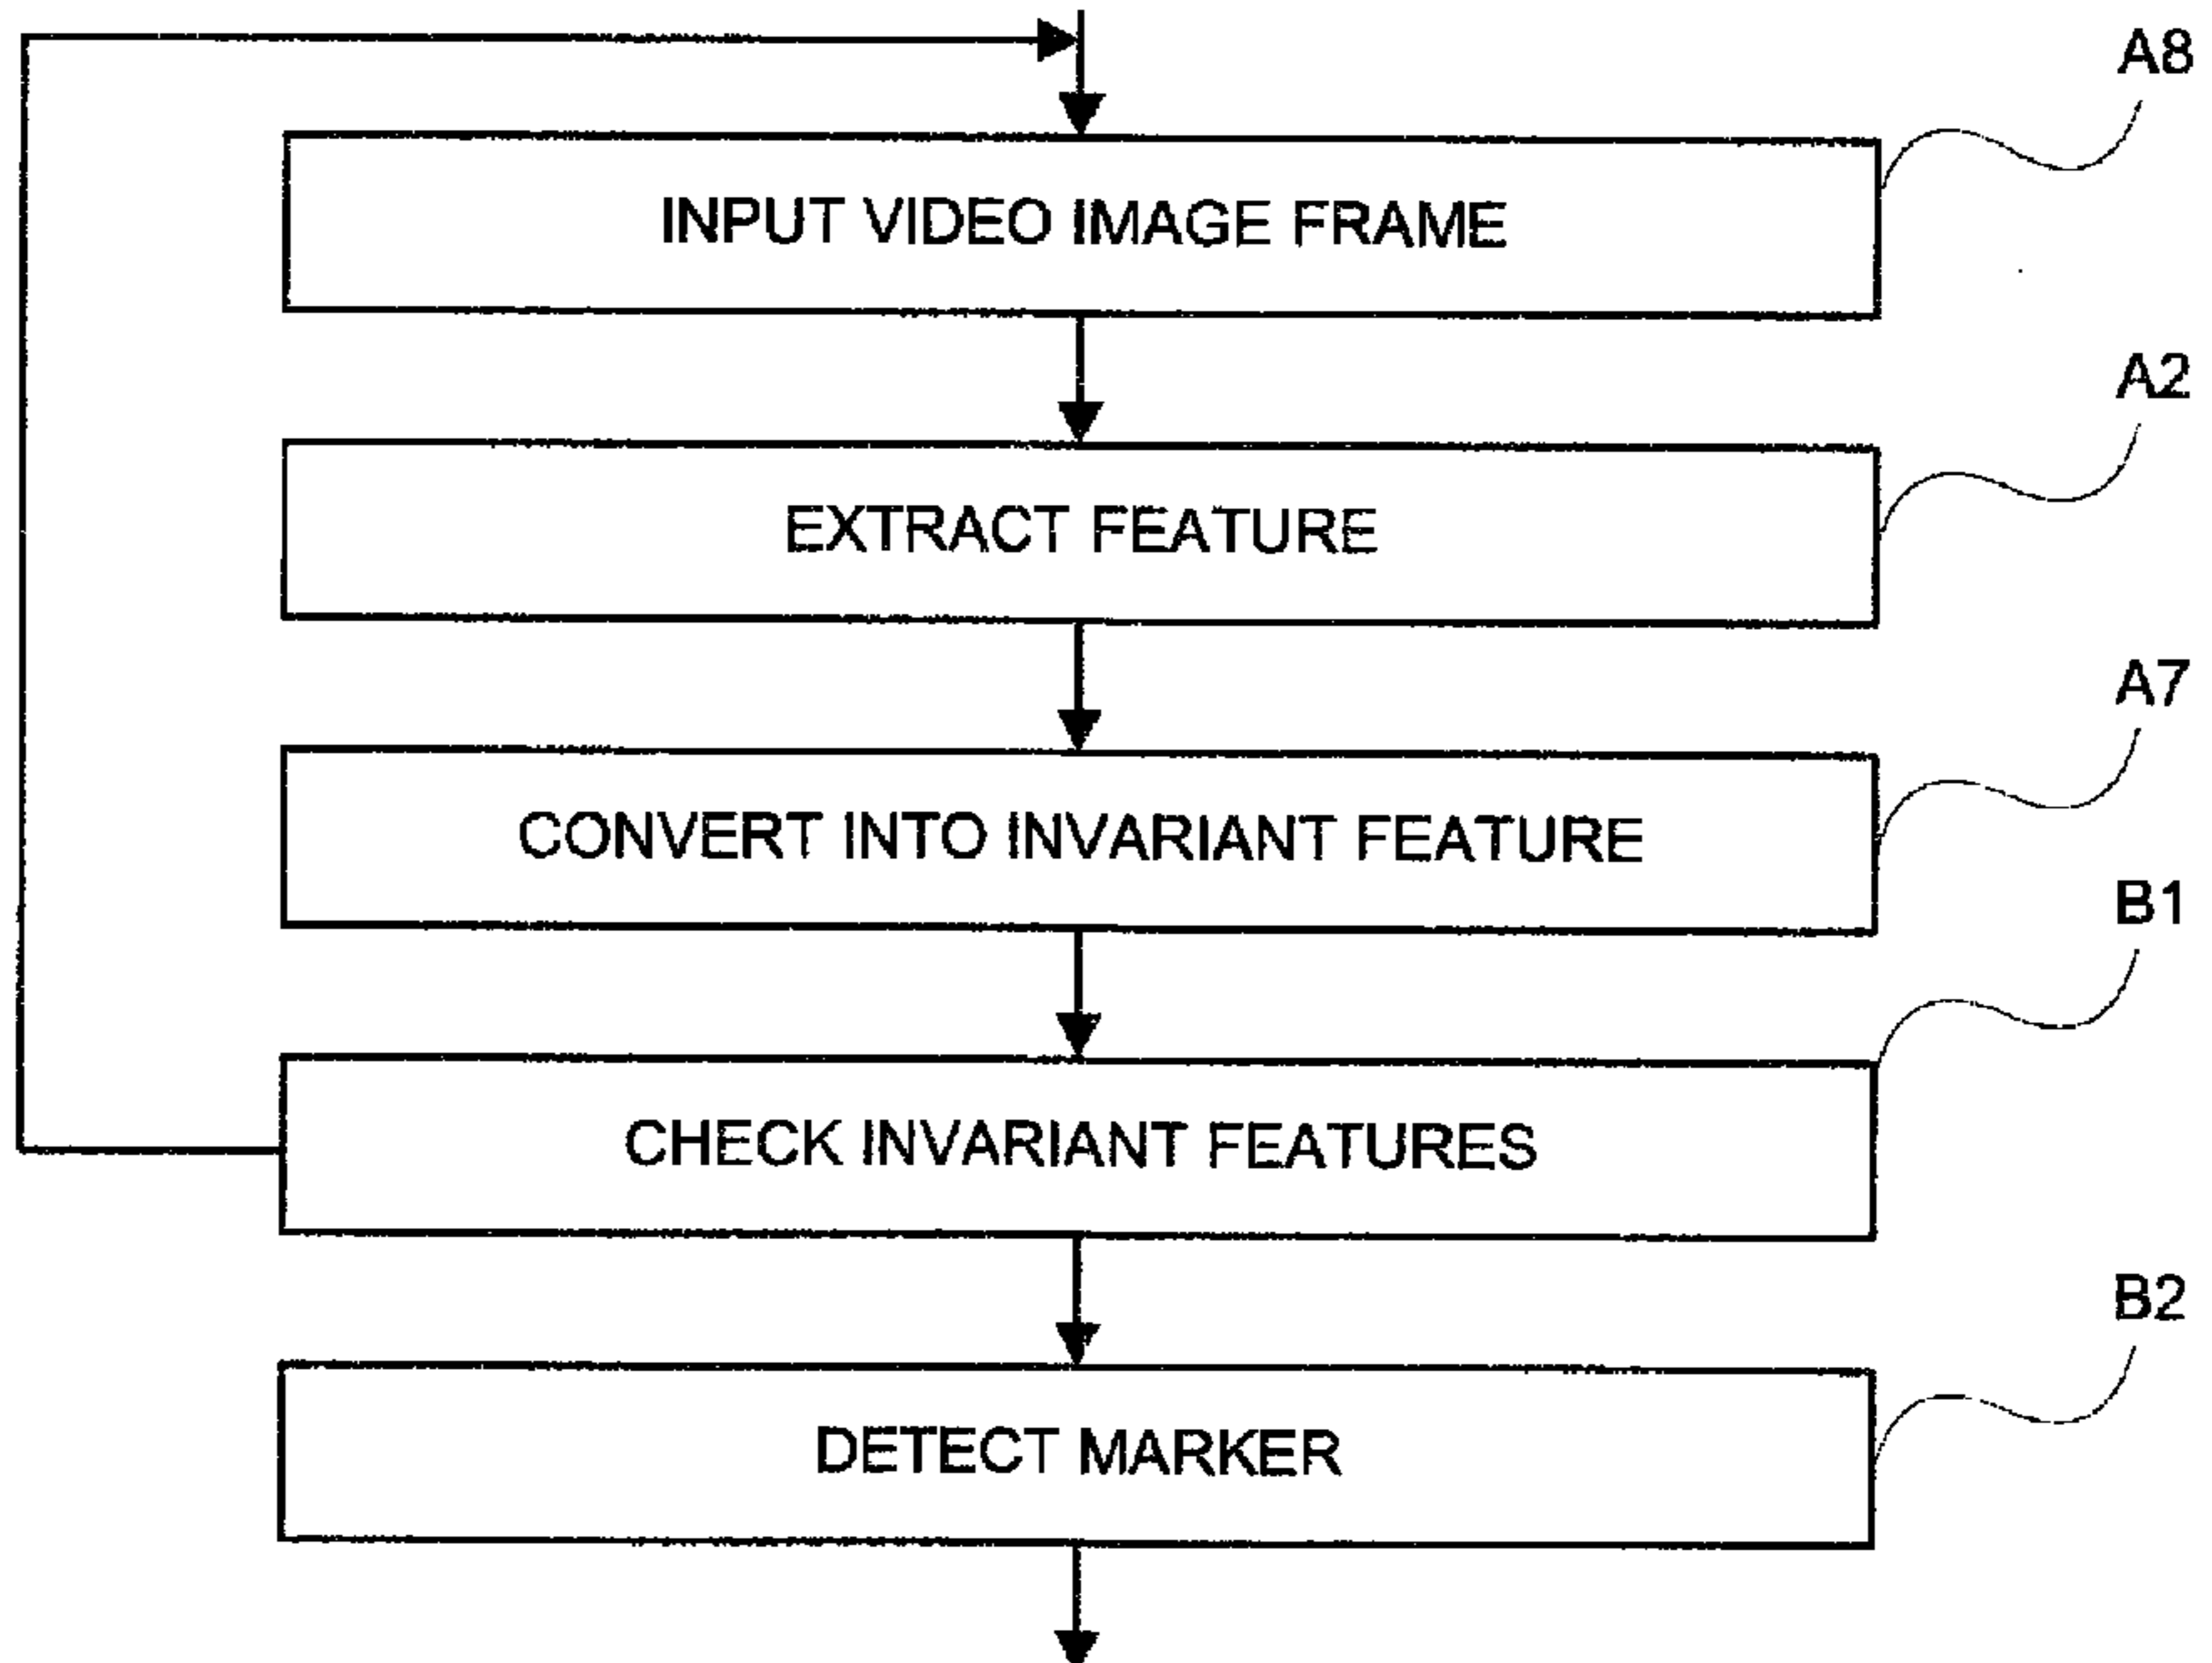 A8
INPUT VIDEO IMAGE FRAME
A2
EXTRACT FEATURE
A7
CONVERT INTO INVARIANT FEATURE
B1
CHECK INVARIANT FEATURES
B2
DETECT MARKER